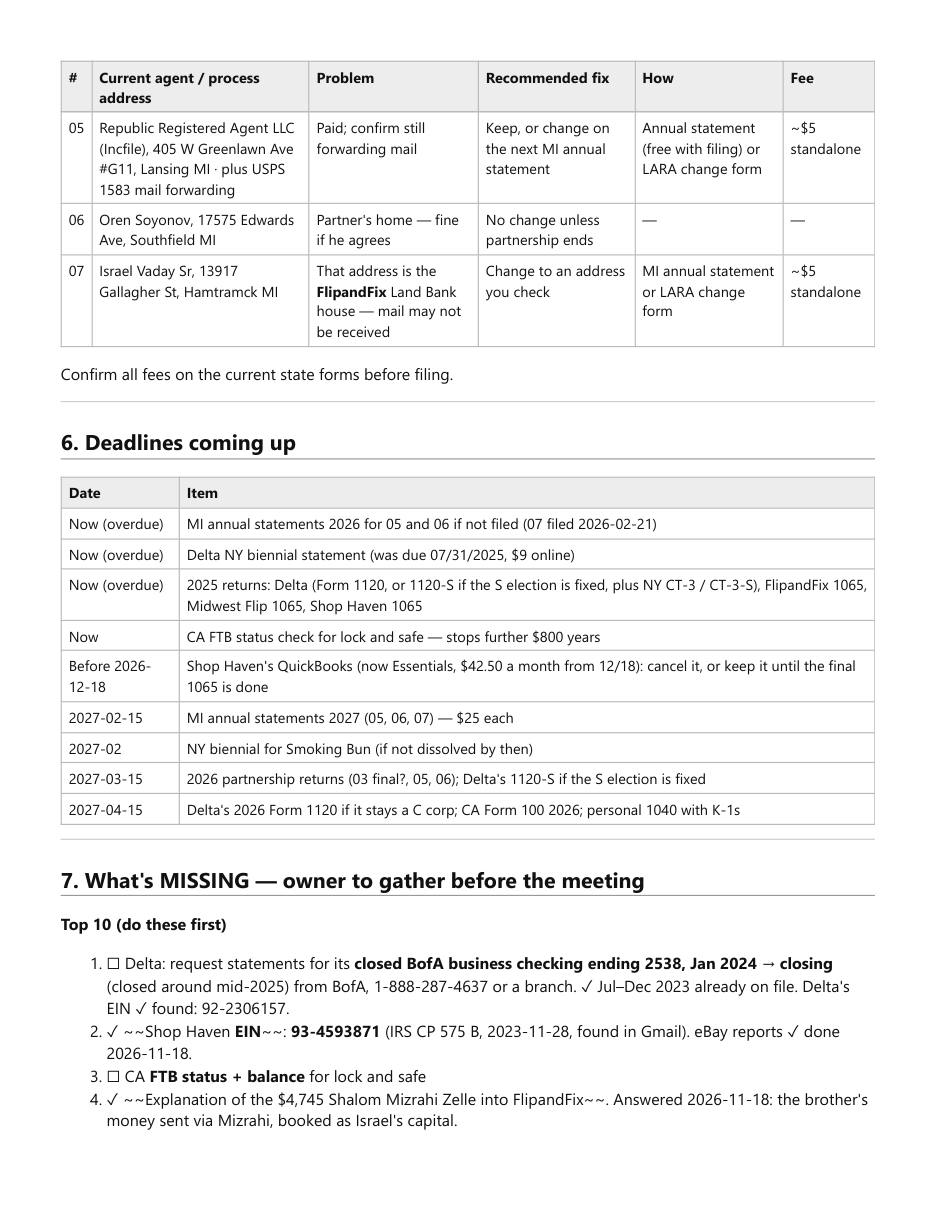 # Current agent / process Problem Recommended fix How Fee
address
05 Republic Registered Agent LLC Paid; confirm still Keep, or change on Annual statement ~$5
(Incfile), 405 W Greenlawn Ave forwarding mail the next MI annual (free with filing) or standalone
#G11, Lansing MI · plus USPS statement LARA change form
1583 mail forwarding
06 Oren Soyonov, 17575 Edwards Partner's home — fine No change unless — —
Ave, Southfield MI if he agrees partnership ends
07 Israel Vaday Sr, 13917 That address is the Change to an address MI annual statement ~$5
Gallagher St, Hamtramck MI FlipandFix Land Bank you check or LARA change standalone
house — mail may not form
be received
Confirm all fees on the current state forms before filing.
6. Deadlines coming up
Date Item
Now (overdue) MI annual statements 2026 for 05 and 06 if not filed (07 filed 2026-02-21)
Now (overdue) Delta NY biennial statement (was due 07/31/2025, $9 online)
Now (overdue) 2025 returns: Delta (Form 1120, or 1120-S if the S election is fixed, plus NY CT-3 / CT-3-S), FlipandFix 1065,
Midwest Flip 1065, Shop Haven 1065
Now CA FTB status check for lock and safe — stops further $800 years
Before 2026- Shop Haven's QuickBooks (now Essentials, $42.50 a month from 12/18): cancel it, or keep it until the final
12-18 1065 is done
2027-02-15 MI annual statements 2027 (05, 06, 07) — $25 each
2027-02 NY biennial for Smoking Bun (if not dissolved by then)
2027-03-15 2026 partnership returns (03 final?, 05, 06); Delta's 1120-S if the S election is fixed
2027-04-15 Delta's 2026 Form 1120 if it stays a C corp; CA Form 100 2026; personal 1040 with K-1s
7. What's MISSING — owner to gather before the meeting
Top 10 (do these first)
1. ☐ Delta: request statements for its closed BofA business checking ending 2538, Jan 2024 → closing
(closed around mid-2025) from BofA, 1-888-287-4637 or a branch. ✓ Jul–Dec 2023 already on file. Delta's
EIN ✓ found: 92-2306157.
2. ✓ ~~Shop Haven EIN~~: 93-4593871 (IRS CP 575 B, 2023-11-28, found in Gmail). eBay reports ✓ done
2026-11-18.
3. ☐ CA FTB status + balance for lock and safe
4. ✓ ~~Explanation of the $4,745 Shalom Mizrahi Zelle into FlipandFix~~. Answered 2026-11-18: the brother's
money sent via Mizrahi, booked as Israel's capital.